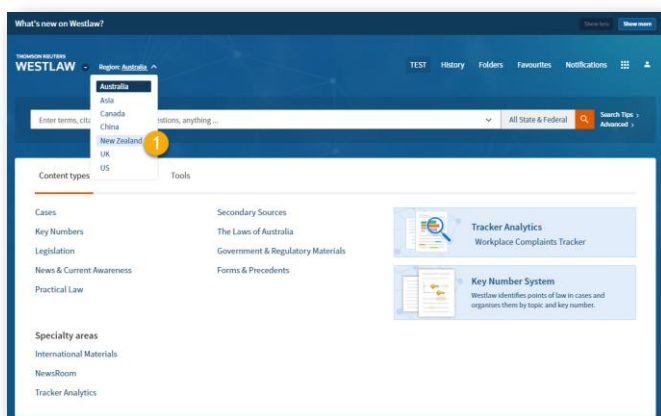 What's new on Westlaw?
Show less
Show more
THOMSON REUTERS
WESTLAW
Region: Australia
TEST
History
Folders
Favourites
Notifications
Australia
Asia
Canada
China
New Zealand
UK
US
1
Enter terms, cita
estions, anything ...
All State & Federal
Search Tips
Advanced
Content types
Tools
Cases
Key Numbers
Legislation
News & Current Awareness
Practical Law
Secondary Sources
The Laws of Australia
Government & Regulatory Materials
Forms & Precedents
Tracker Analytics
Workplace Complaints Tracker
Key Number System
Westlaw identifies points of law in cases and
organises them by topic and key number.
Specialty areas
International Materials
NewsRoom
Tracker Analytics